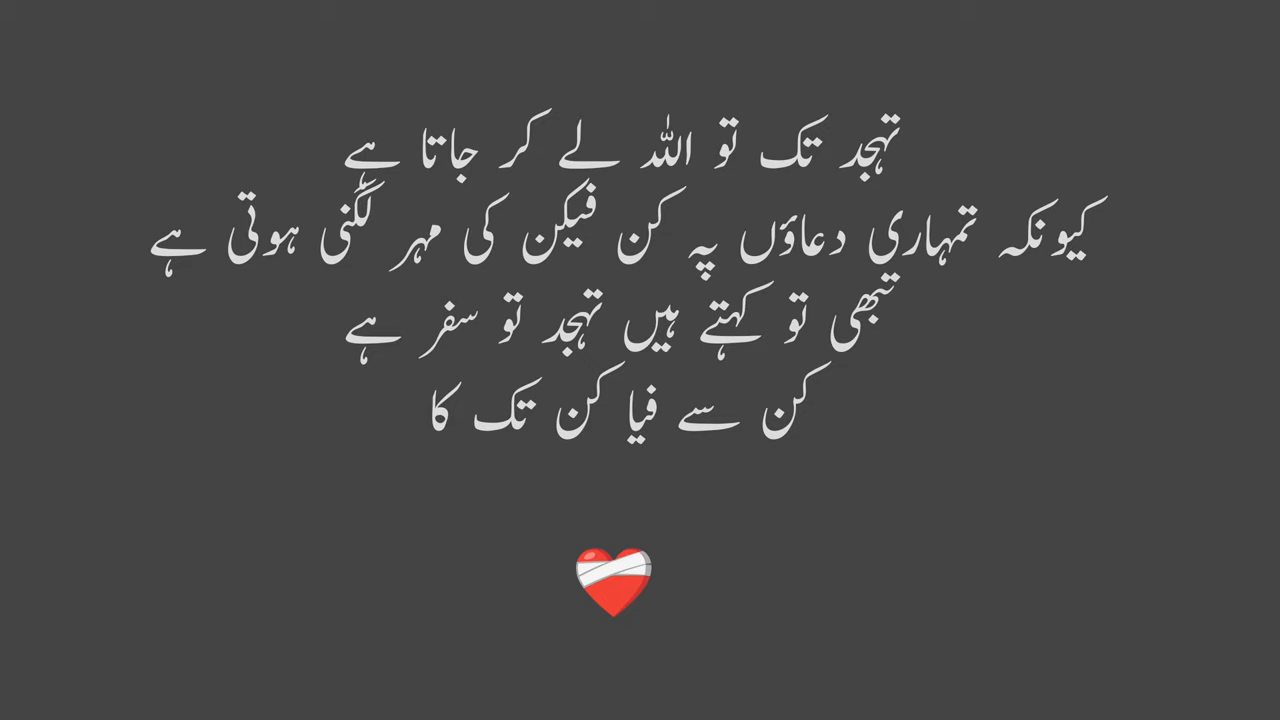 تہجد تک تو اللہ لے کر جاتا ہے
کیونکہ تمہاری دعاؤں پہ کن فیکن کی مہر لگنی ہوتی ہے
تبھی تو کہتے ہیں تہجد تو سفر ہے
کن سے فیا کن تک کا